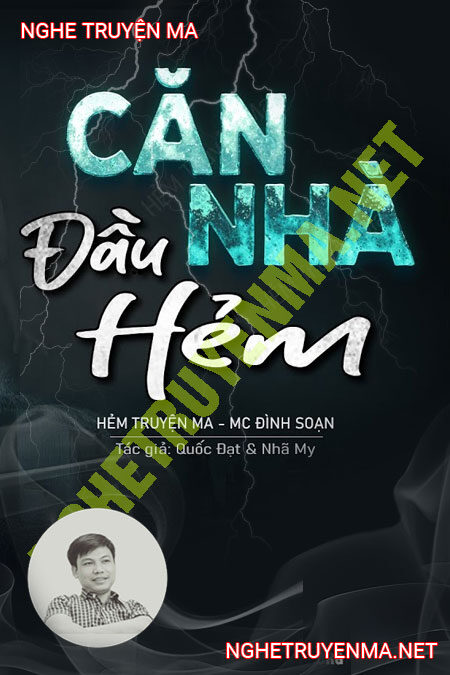 NGHE TRUYỆN MA
CĂN
NHÀ
Đầu
Hẻm
HẺM TRUYỆN MA - MC ĐÌNH SOẠN
Tác giả: Quốc Đạt & Nhã My
NGHETRUYENMA.NET
NGHETRUYENMA.NET